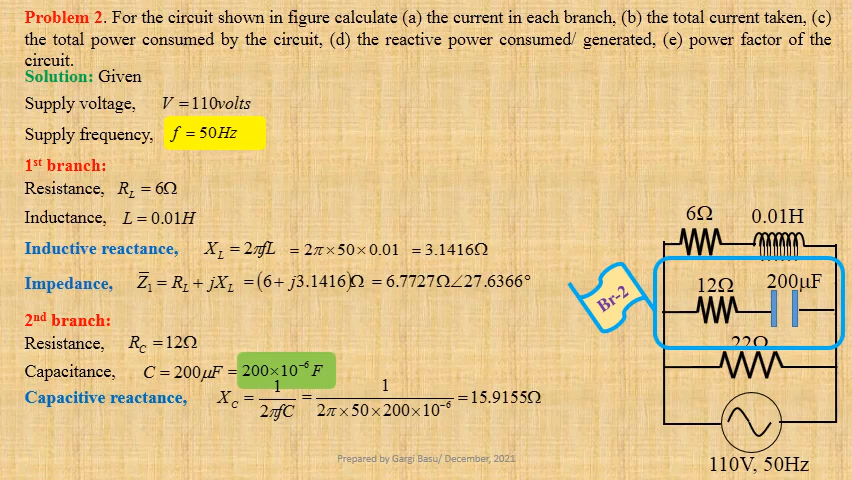 Problem 2. For the circuit shown in figure calculate (a) the current in each branch, (b) the total current taken, (c)
the total power consumed by the circuit, (d) the reactive power consumed/ generated, (e) power factor of the
circuit.
Solution: Given
Supply voltage, V = 110volts
Supply frequency, f = 50Hz
1st branch:
Resistance, R_L = 6Ω
Inductance, L = 0.01H
Inductive reactance, X_L = 2πfL = 2π×50×0.01 = 3.1416Ω
Impedance, Z̅₁ = R_L + jX_L = (6 + j3.1416)Ω = 6.7727Ω∠27.6366°
2nd branch:
Resistance, R_C = 12Ω
Capacitance, C = 200μF = 200×10⁻⁶F
Capacitive reactance, X_C = 1/2πfC = 1/2π×50×200×10⁻⁶ = 15.9155Ω
6Ω 0.01H
Br-2
12Ω 200μF
22Ω
110V, 50Hz
Prepared by Gargi Basu/ December, 2021